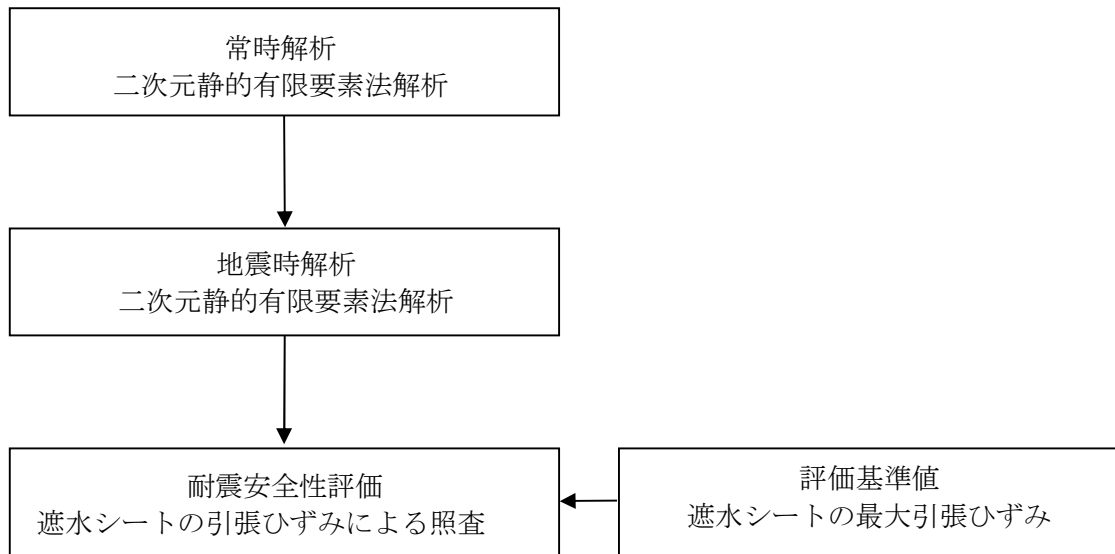 常時解析
二次元静的有限要素法解析
地震時解析
二次元静的有限要素法解析
耐震安全性評価
遮水シートの引張ひずみによる照査
評価基準値
遮水シートの最大引張ひずみ